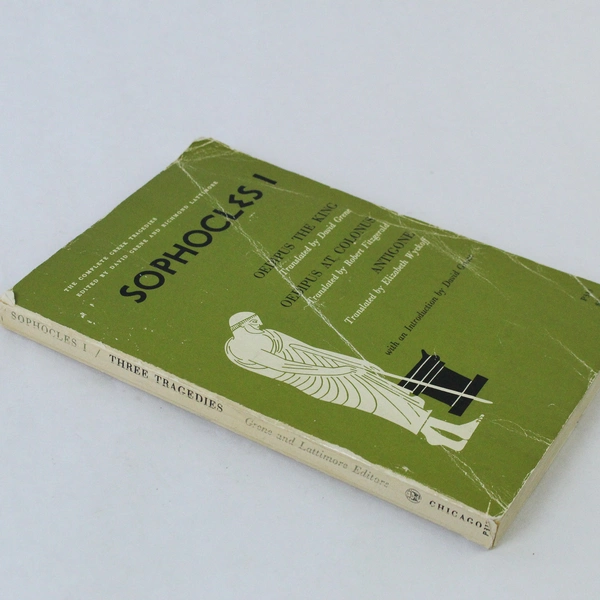 THE COMPLETE GREEK TRAGEDIES
EDITED BY DAVID GRENE AND RICHMOND LATTIMORE
SOPHOCLES I
OEDIPUS THE KING
Translated by David Grene
OEDIPUS AT COLONUS
Translated by Robert Fitzgerald
ANTIGONE
Translated by Elizabeth Wyckoff
with an Introduction by David
SOPHOCLES I / THREE TRAGEDIES Grene and Lattimore Editors CHICAGO